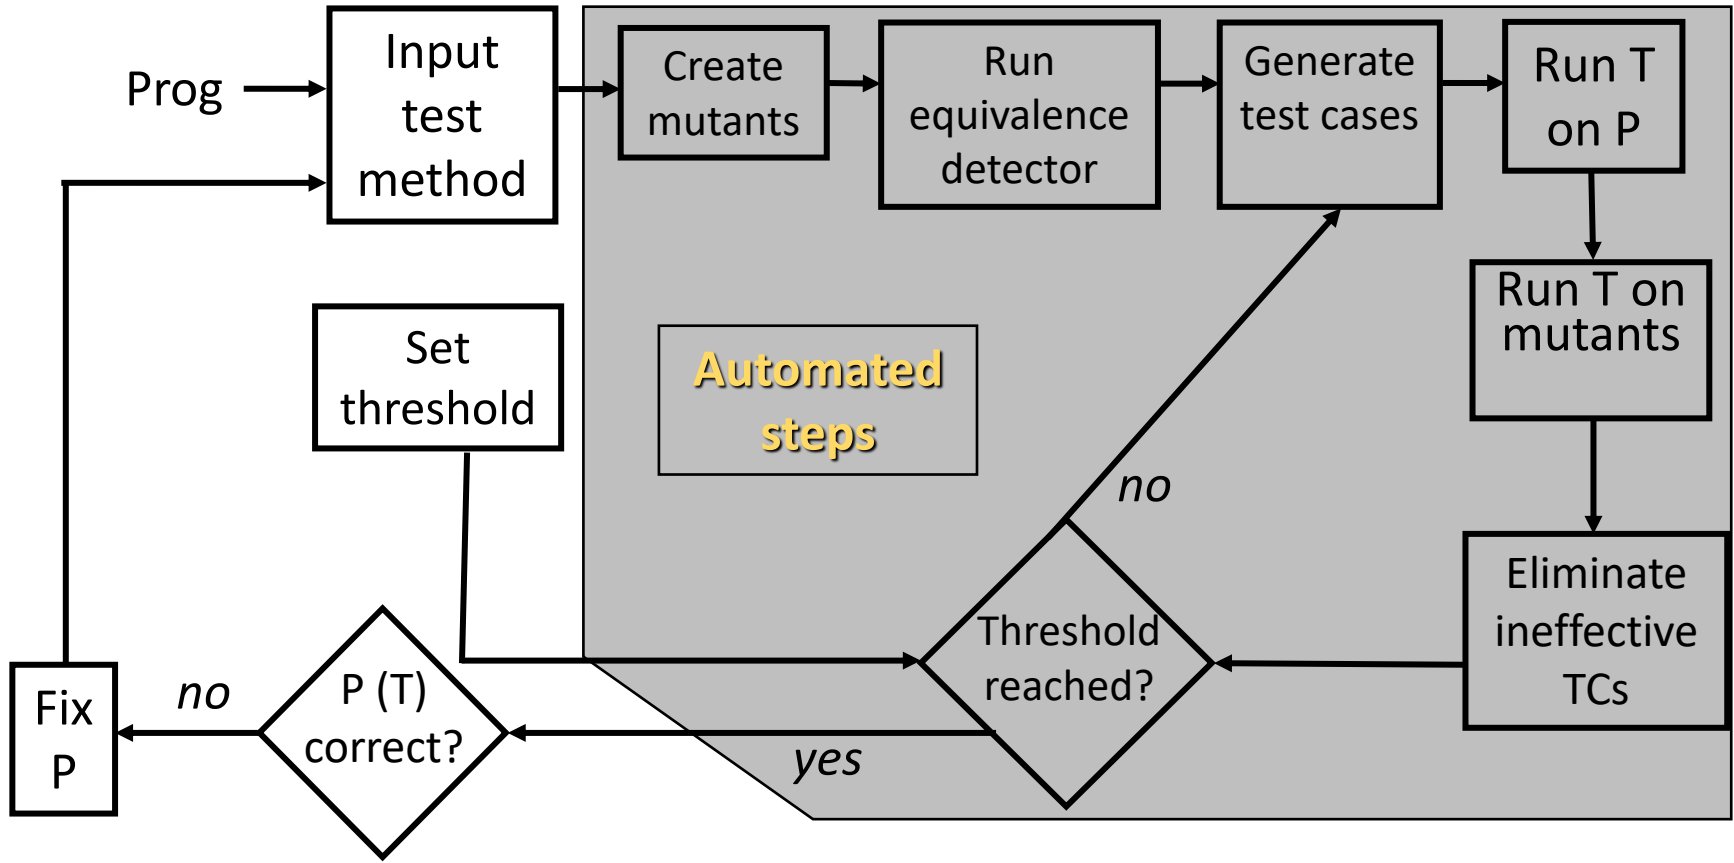 Prog
Input
test
method
Create
mutants
Run
equivalence
detector
Generate
test cases
Run T
on P
Run T on
mutants
Set
threshold
Automated
steps
no
Eliminate
ineffective
TCs
Threshold
reached?
yes
P (T)
correct?
no
Fix
P